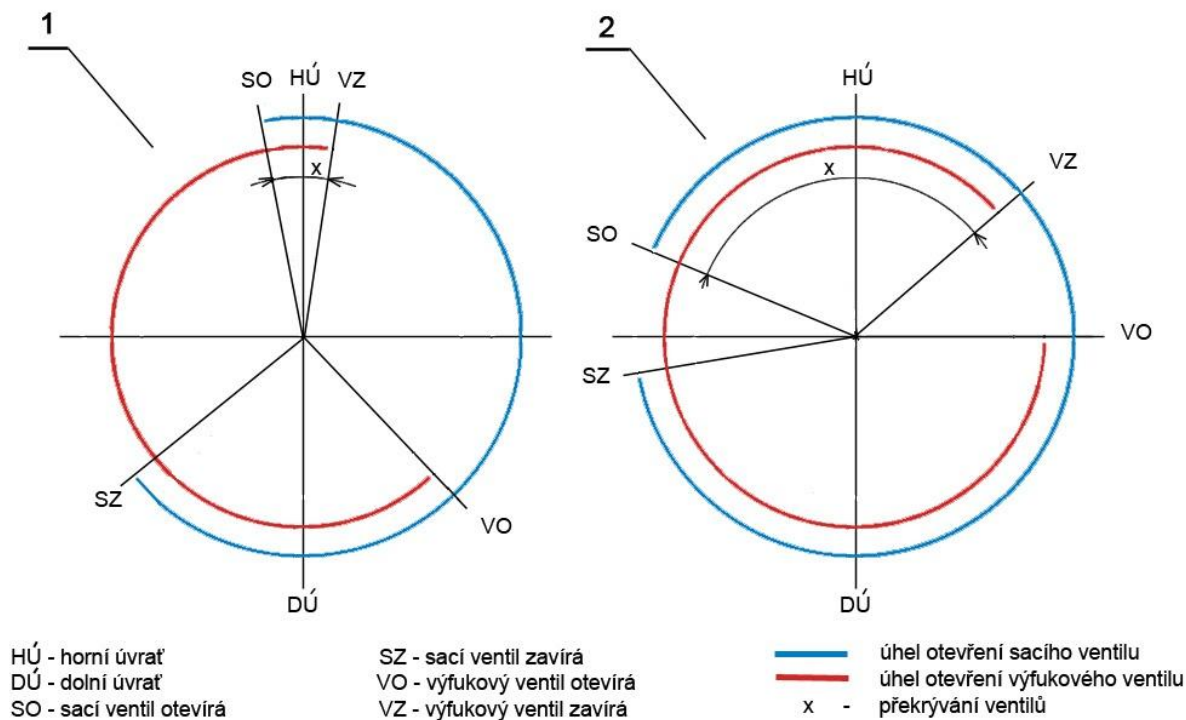 1
2
SO HÚ VZ
HÚ
x
VZ
x
SO
VO
SZ
SZ
VO
DÚ
DÚ
HÚ - horní úvrať
DÚ - dolní úvrať
SO - sací ventil otevírá
SZ - sací ventil zavírá
VO - výfukový ventil otevírá
VZ - výfukový ventil zavírá
úhel otevření sacího ventilu
úhel otevření výfukového ventilu
x - překrývání ventilů